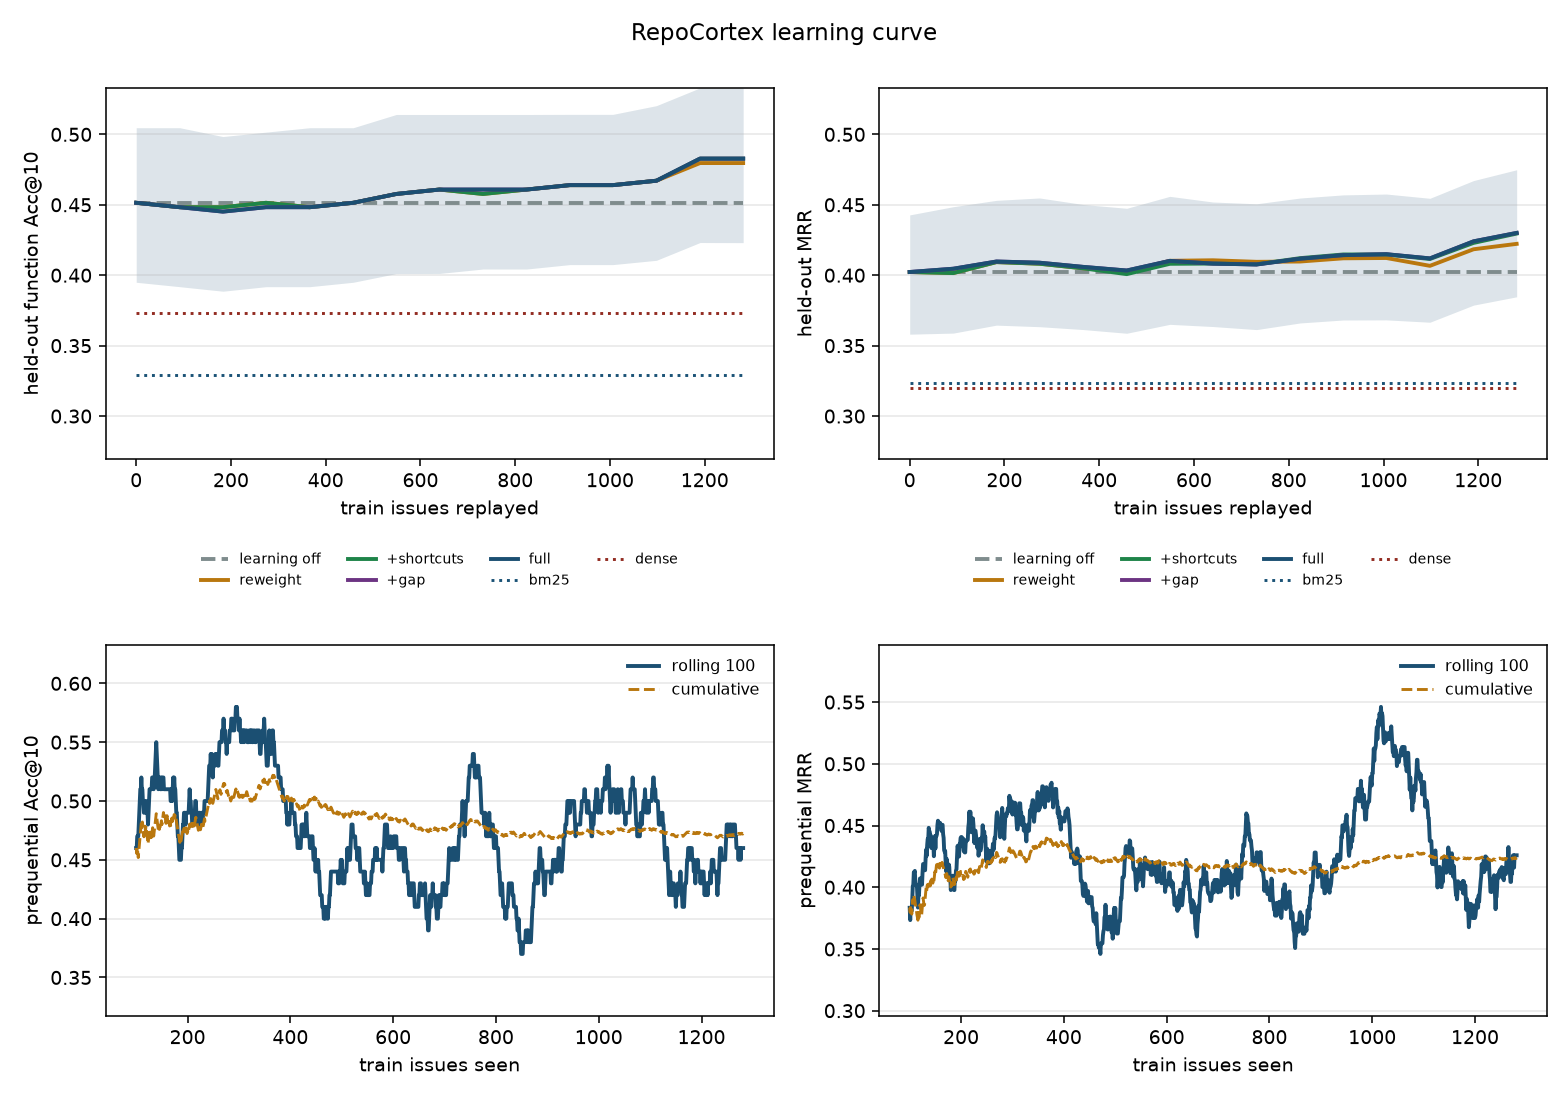 RepoCortex learning curve
held-out function Acc@10
0.50
0.45
0.40
0.35
0.30
0 200 400 600 800 1000 1200
train issues replayed
learning off +shortcuts full dense
reweight +gap bm25
held-out MRR
0.50
0.45
0.40
0.35
0.30
0 200 400 600 800 1000 1200
train issues replayed
learning off +shortcuts full dense
reweight +gap bm25
prequential Acc@10
0.60
0.55
0.50
0.45
0.40
0.35
rolling 100
cumulative
200 400 600 800 1000 1200
train issues seen
prequential MRR
0.55
0.50
0.45
0.40
0.35
0.30
rolling 100
cumulative
200 400 600 800 1000 1200
train issues seen